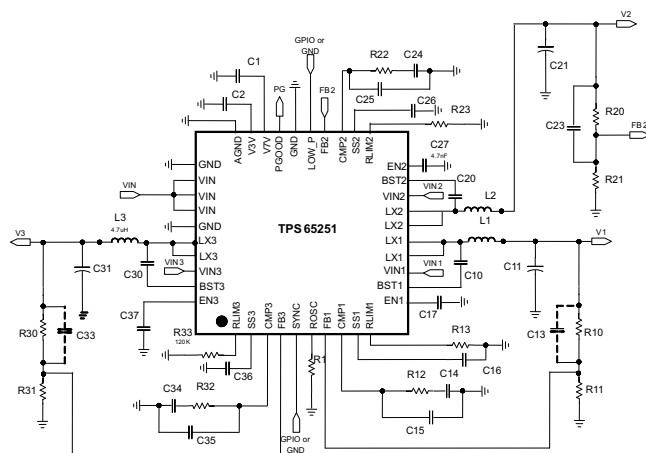 GPIO or
GND
V2
C1
R22
C24
C21
PG
FB2
C25
C2
C26
R20
R23
C23
FB2
AGND
V3V
V7V
PGOOD
GND
LOW_P
FB2
CMP2
SS2
RLIM2
C27
4.7nF
R21
GND
EN2
VIN
VIN
VIN
VIN
BST2
VIN2
VIN2
C20
L2
GND
TPS65251
LX2
LX2
L1
V3
L3
4.7uH
LX3
LX3
LX1
LX1
V1
C31
C30
VIN3
VIN3
VIN1
VIN1
C10
C11
BST3
BST1
EN3
EN1
C17
C37
R30
C33
R33
120K
RLIM3
SS3
CMP3
FB3
SYNC
ROSC
FB1
CMP1
SS1
RLIM1
R13
C13
R10
C36
R1
C16
R31
C34
R32
R12
C14
R11
C35
C15
GPIO or
GND